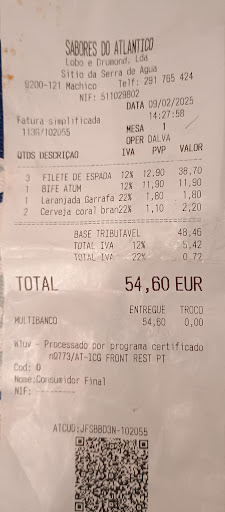 SABORES DO ATLANTICO
Lobo e Drumond, Lda
Sitio da Serra de Agua
9200-121 Machico Telf: 291 765 424
NIF: 511029802
DATA 09/02/2025
14:27:58
Fatura simplificada MESA 1
113G/102055 OPER DALVA
QTDS DESCRIÇAO IVA PVP VALOR
3 FILETE DE ESPADA 12% 12,90 38,70
1 BIFE ATUM 12% 11,90 11,90
1 Laranjada Garrafa 22% 1,80 1,80
2 Cerveja coral bran 22% 1,10 2,20
BASE TRIBUTAVEL 48,46
TOTAL IVA 12% 5,42
TOTAL IVA 22% 0,72
TOTAL 54,60 EUR
ENTREGUE TROCO
MULTIBANCO 54,60 0,00
W1uv - Processado por programa certificado
nQ773/AT-ICG FRONT REST PT
Cod: 0
Nome:Consumidor Final
NIF:
ATCUD:JFSBBD3N-102055